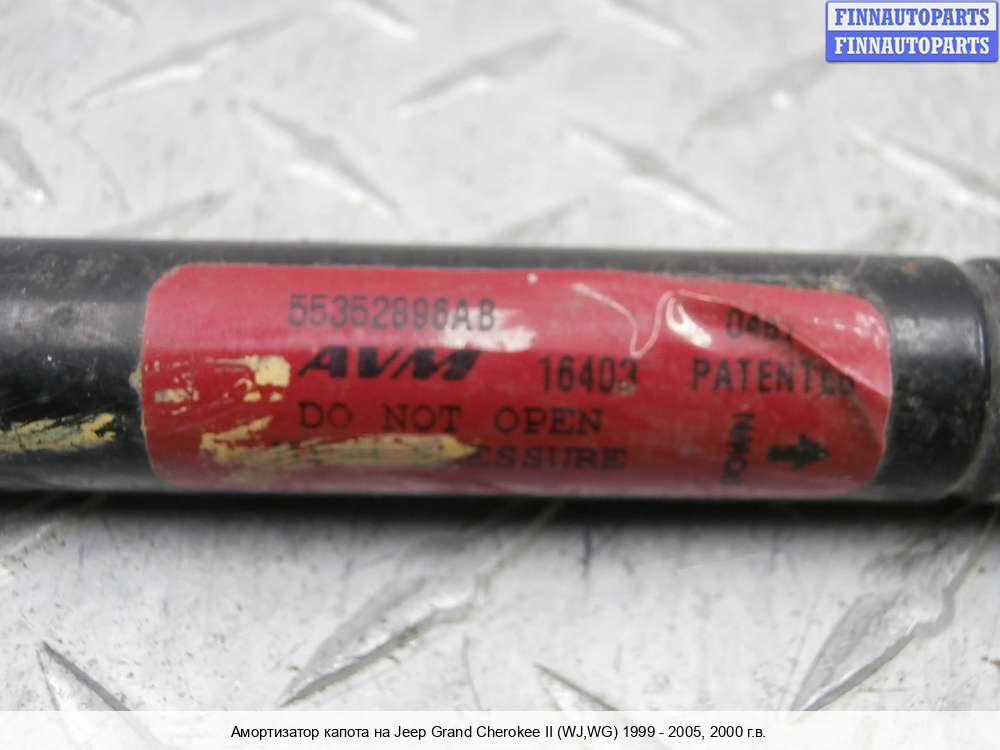 FINNAUTOPARTS
FINNAUTOPARTS
55352896AB
AVM 16403 PATENTED
DO NOT OPEN
DOWN
Амортизатор капота на Jeep Grand Cherokee II (WJ,WG) 1999 - 2005, 2000 г.в.